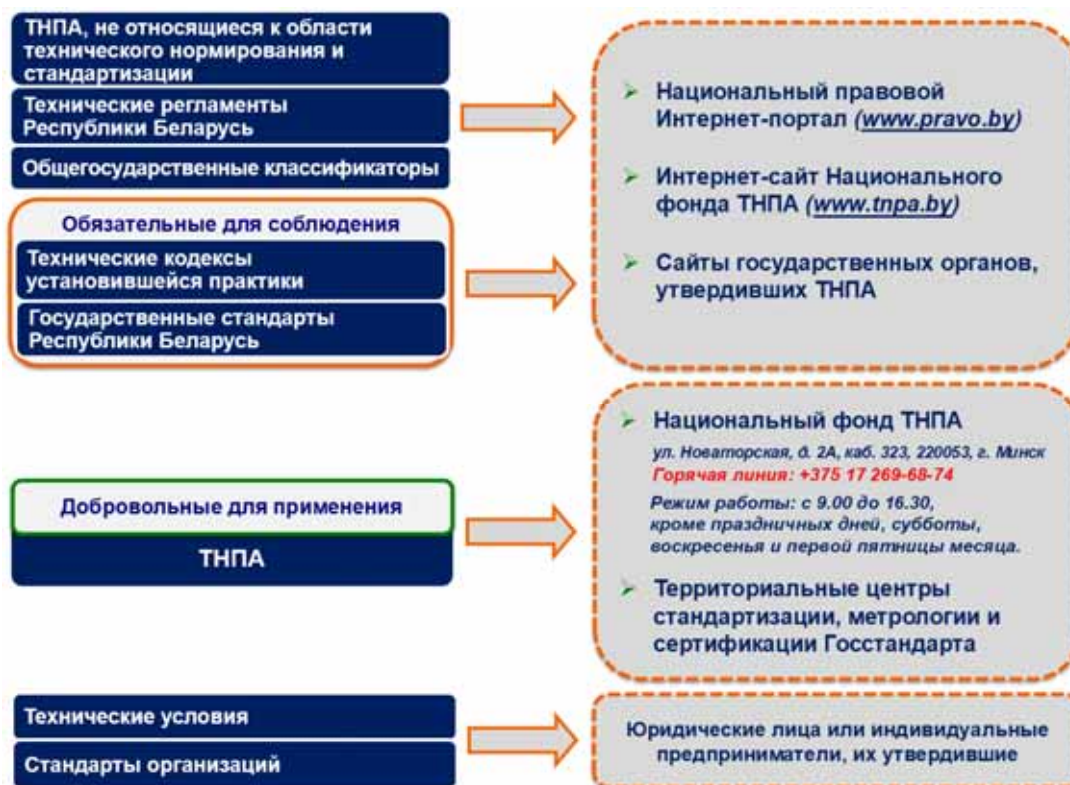 ТНПА, не относящиеся к области
технического нормирования и
стандартизации
Технические регламенты
Республики Беларусь
Общегосударственные классификаторы
Обязательные для соблюдения
Технические кодексы
установившейся практики
Государственные стандарты
Республики Беларусь
Национальный правовой
Интернет-портал (www.pravo.by)
Интернет-сайт Национального
фонда ТНПА (www.tnpa.by)
Сайты государственных органов,
утвердивших ТНПА
Добровольные для применения
ТНПА
Национальный фонд ТНПА
ул. Новаторская, д. 2А, каб. 323, 220053, г. Минск
Горячая линия: +375 17 269-68-74
Режим работы: с 9.00 до 16.30,
кроме праздничных дней, субботы,
воскресенья и первой пятницы месяца.
Территориальные центры
стандартизации, метрологии и
сертификации Госстандарта
Технические условия
Стандарты организаций
Юридические лица или индивидуальные
предприниматели, их утвердившие